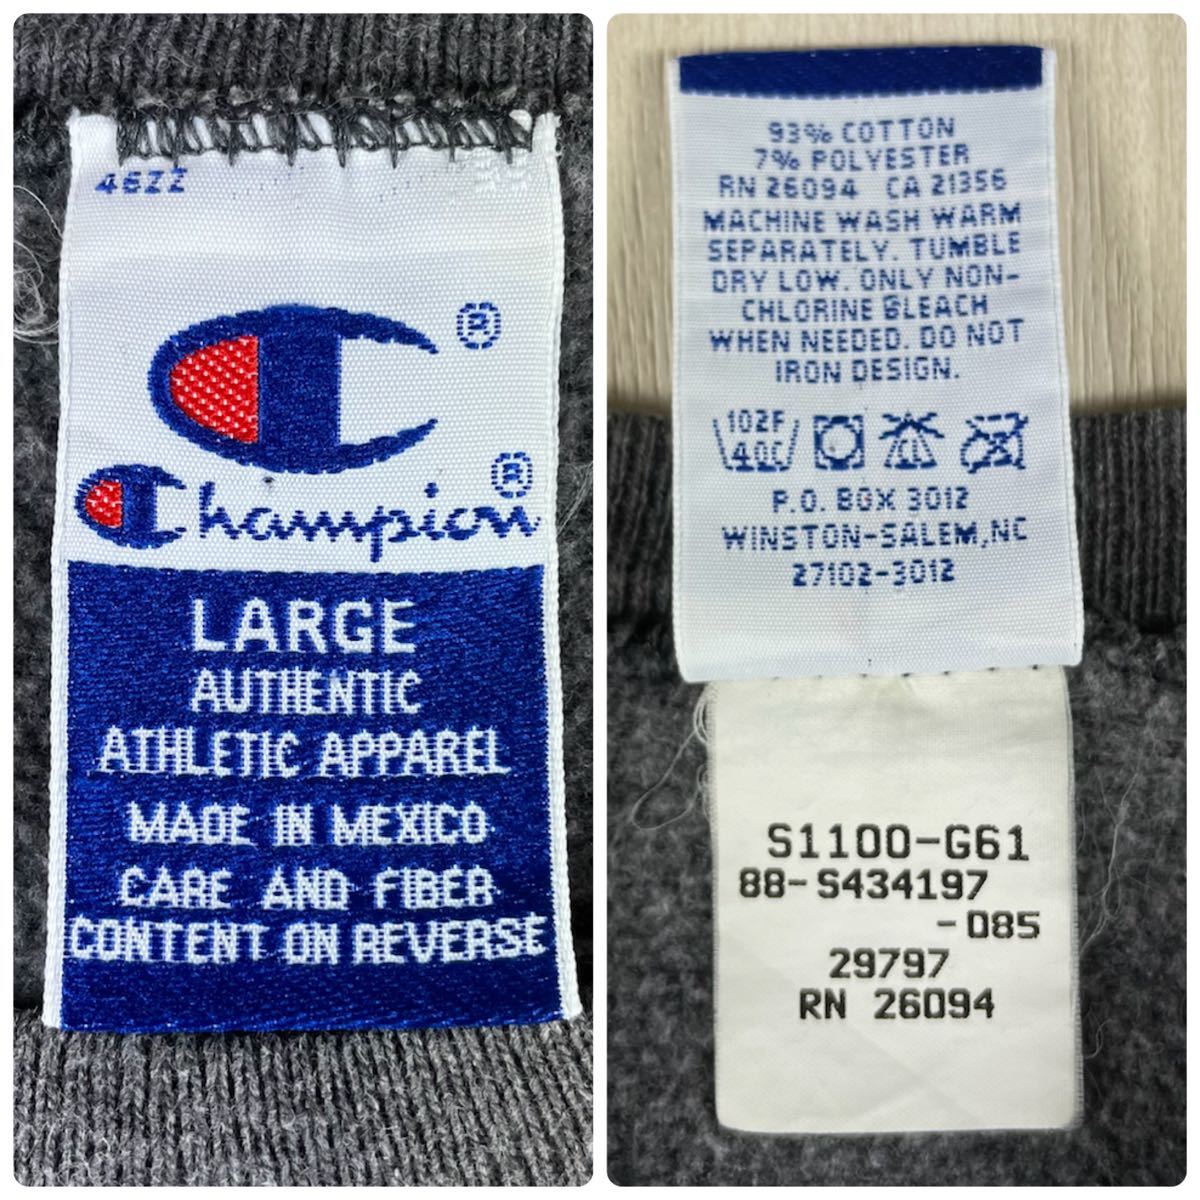 46ZZ
®
Champion®
LARGE
AUTHENTIC
ATHLETIC APPAREL
MADE IN MEXICO
CARE AND FIBER
CONTENT ON REVERSE
93% COTTON
7% POLYESTER
RN 26094 CA 21356
MACHINE WASH WARM
SEPARATELY. TUMBLE
DRY LOW. ONLY NON-
CHLORINE BLEACH
WHEN NEEDED. DO NOT
IRON DESIGN.
102F
40C CL
P.O. BOX 3012
WINSTON-SALEM,NC
27102-3012
S1100-G61
88-S434197
-085
29797
RN 26094